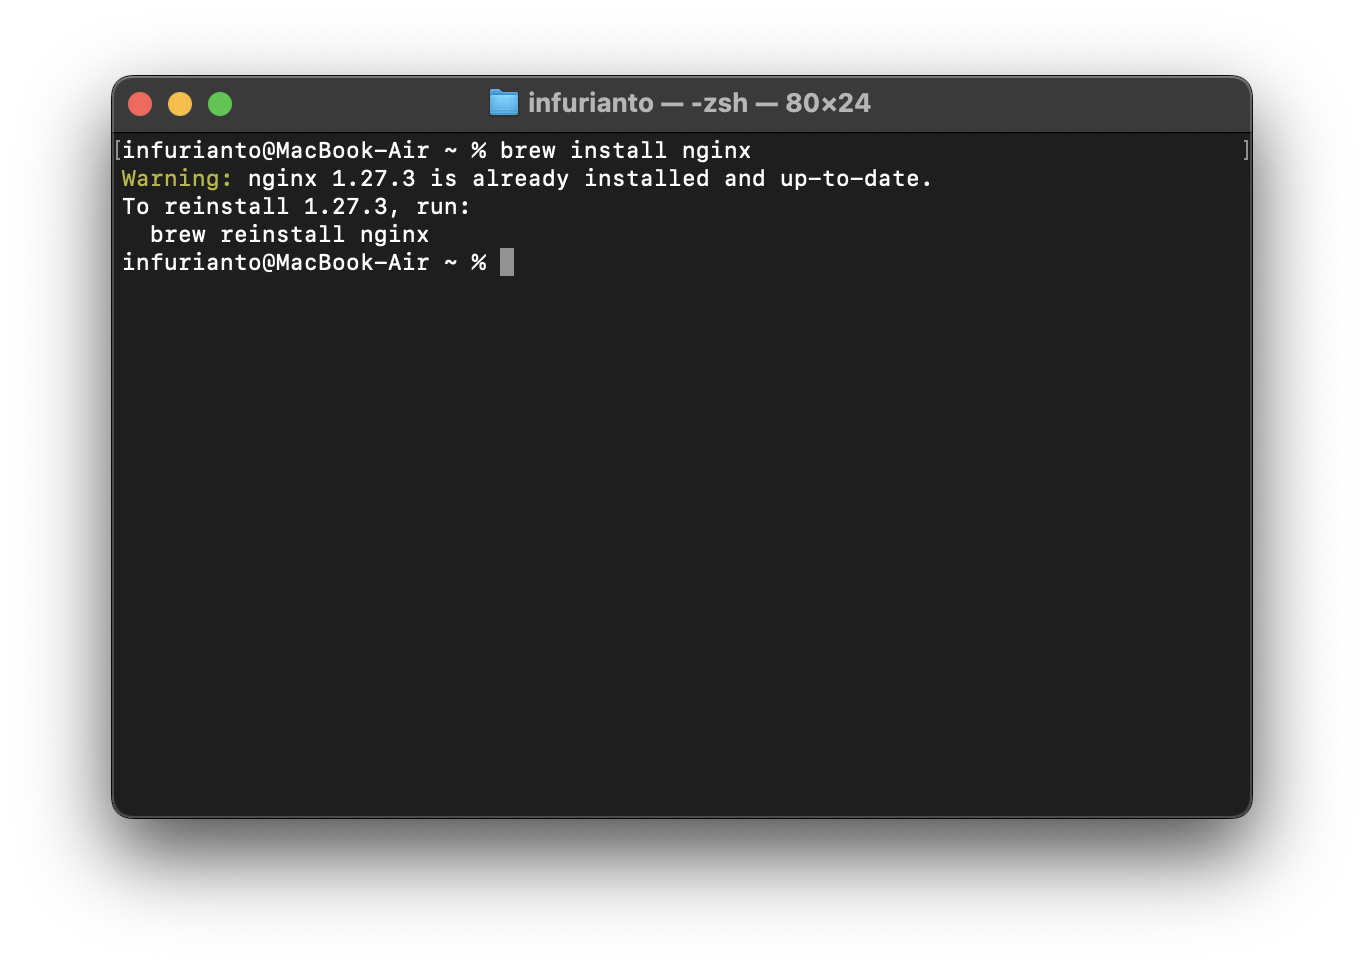 infurianto — -zsh — 80×24
[infurianto@MacBook-Air ~ % brew install nginx ]
Warning: nginx 1.27.3 is already installed and up-to-date.
To reinstall 1.27.3, run:
  brew reinstall nginx
infurianto@MacBook-Air ~ %